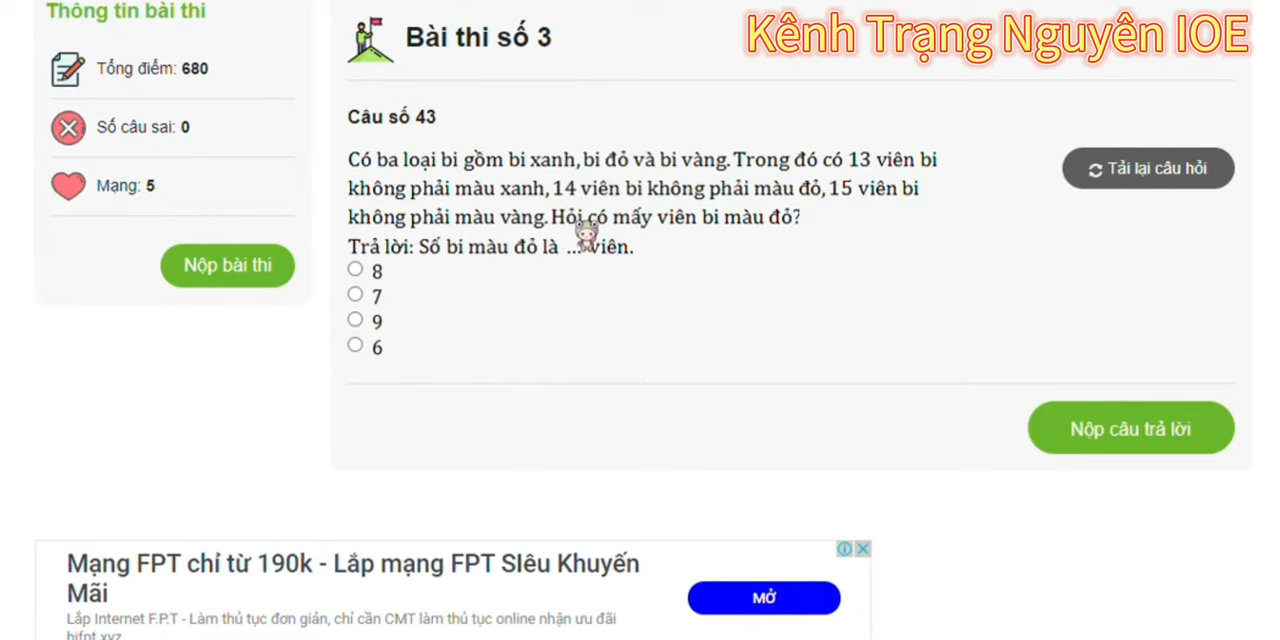 Thông tin bài thi
Tổng điểm: 680
Số câu sai: 0
Mạng: 5
Nộp bài thi
Bài thi số 3
Kênh Trạng Nguyên IOE
Câu số 43
Có ba loại bi gồm bi xanh, bi đỏ và bi vàng. Trong đó có 13 viên bi
không phải màu xanh, 14 viên bi không phải màu đỏ, 15 viên bi
không phải màu vàng. Hỏi có mấy viên bi màu đỏ?
Trả lời: Số bi màu đỏ là ... viên.
8
7
9
6
Tải lại câu hỏi
Nộp câu trả lời
Mạng FPT chỉ từ 190k - Lắp mạng FPT SIêu Khuyến
Mãi
Lắp Internet F.P.T - Làm thủ tục đơn giản, chỉ cần CMT làm thủ tục online nhận ưu đãi
hifpt.xyz
MỞ